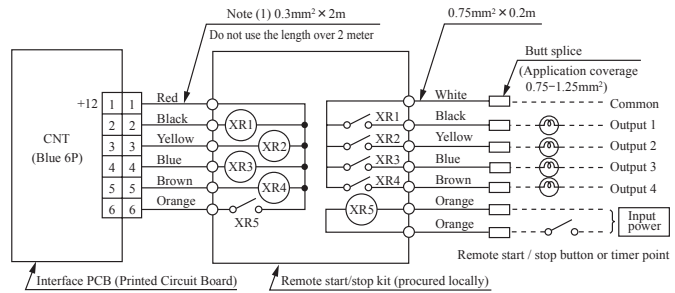 Note (1) 0.3mm² × 2m
Do not use the length over 2 meter
0.75mm² × 0.2m
Butt splice
(Application coverage
0.75−1.25mm²)
CNT
(Blue 6P)
+12
1 1 Red
2 2 Black
3 3 Yellow
4 4 Blue
5 5 Brown
6 6 Orange
XR1
XR2
XR3
XR4
XR5
White Common
XR1 Black Output 1
XR2 Yellow Output 2
XR3 Blue Output 3
XR4 Brown Output 4
XR5 Orange
Orange
Input
power
Remote start / stop button or timer point
Interface PCB (Printed Circuit Board)
Remote start/stop kit (procured locally)